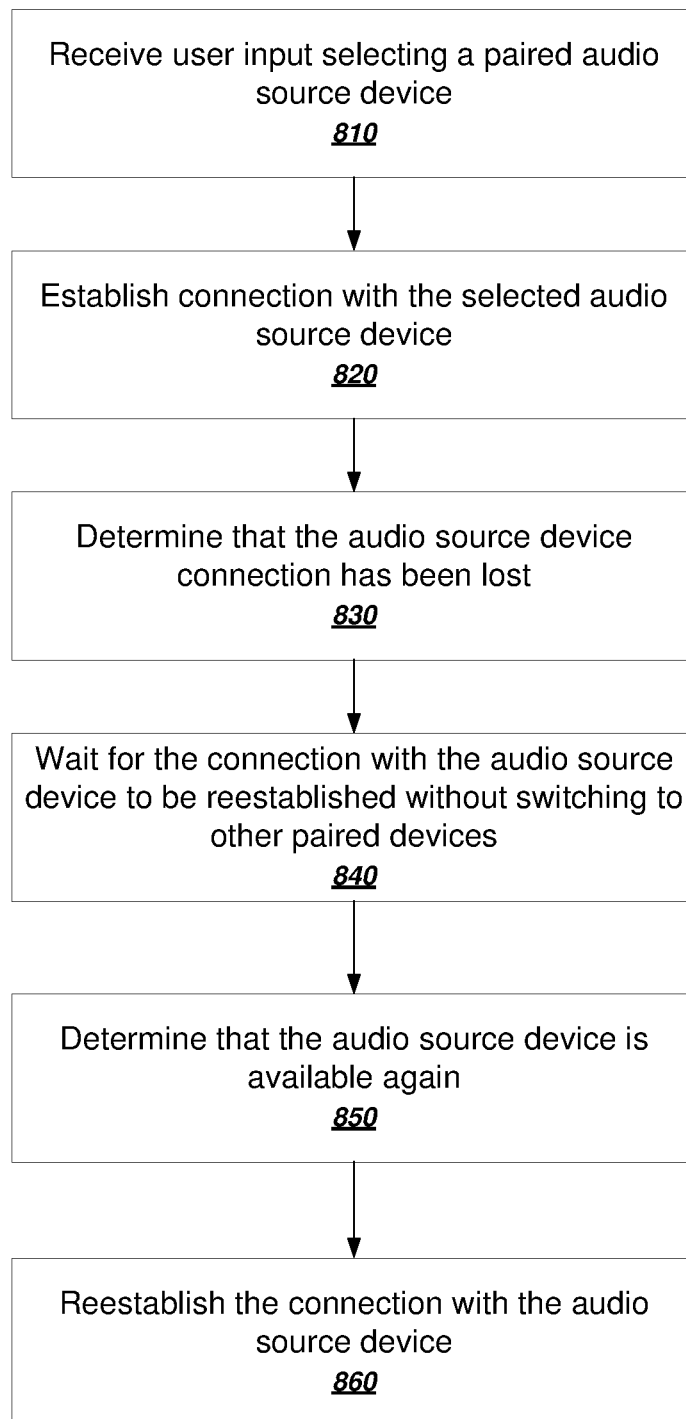 Receive user input selecting a paired audio
source device
810
Establish connection with the selected audio
source device
820
Determine that the audio source device
connection has been lost
830
Wait for the connection with the audio source
device to be reestablished without switching to
other paired devices
840
Determine that the audio source device is
available again
850
Reestablish the connection with the audio
source device
860